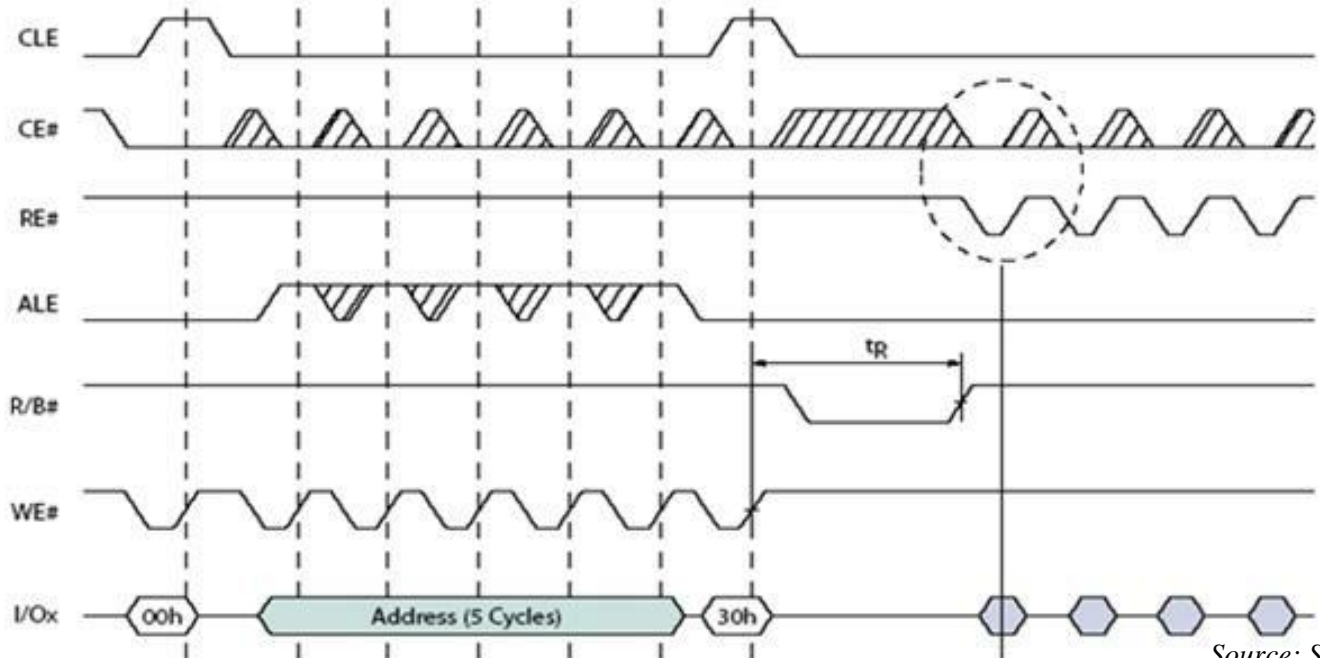 CLE
CE#
RE#
ALE
tR
R/B#
WE#
I/Ox 00h Address (5 Cycles) 30h
Source: S